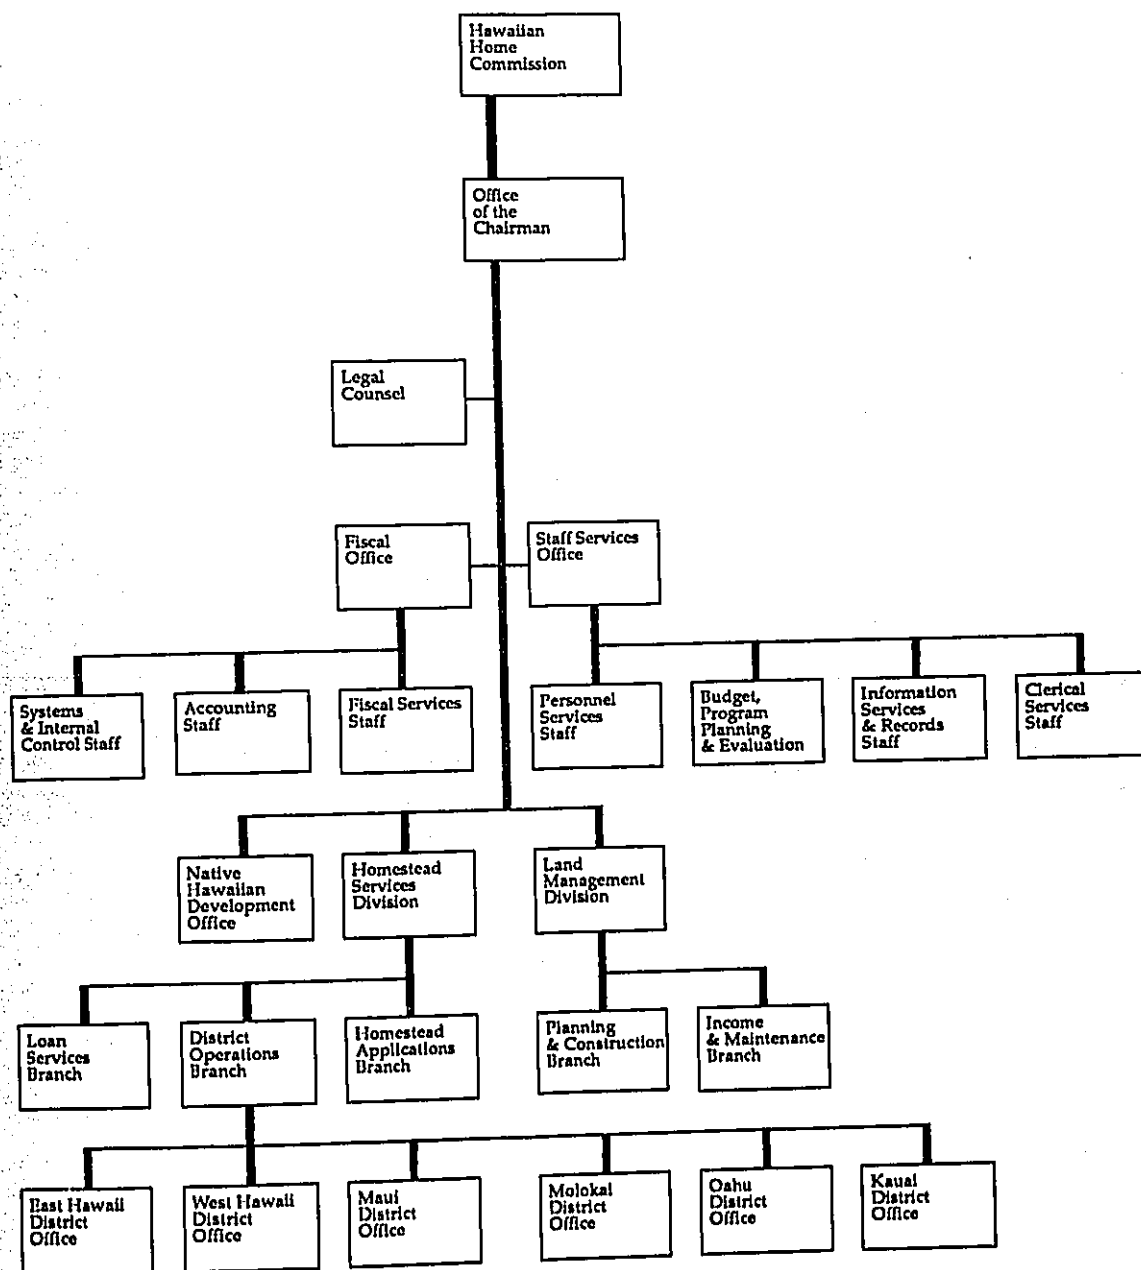 Hawaiian
Home
Commission
Office
of the
Chairman
Legal
Counsel
Fiscal
Office
Staff Services
Office
Systems
& Internal
Control Staff
Accounting
Staff
Fiscal Services
Staff
Personnel
Services
Staff
Budget,
Program
Planning
& Evaluation
Information
Services
& Records
Staff
Clerical
Services
Staff
Native
Hawaiian
Development
Office
Homestead
Services
Division
Land
Management
Division
Loan
Services
Branch
District
Operations
Branch
Homestead
Applications
Branch
Planning
& Construction
Branch
Income
& Maintenance
Branch
East Hawaii
District
Office
West Hawaii
District
Office
Maui
District
Office
Molokai
District
Office
Oahu
District
Office
Kauai
District
Office